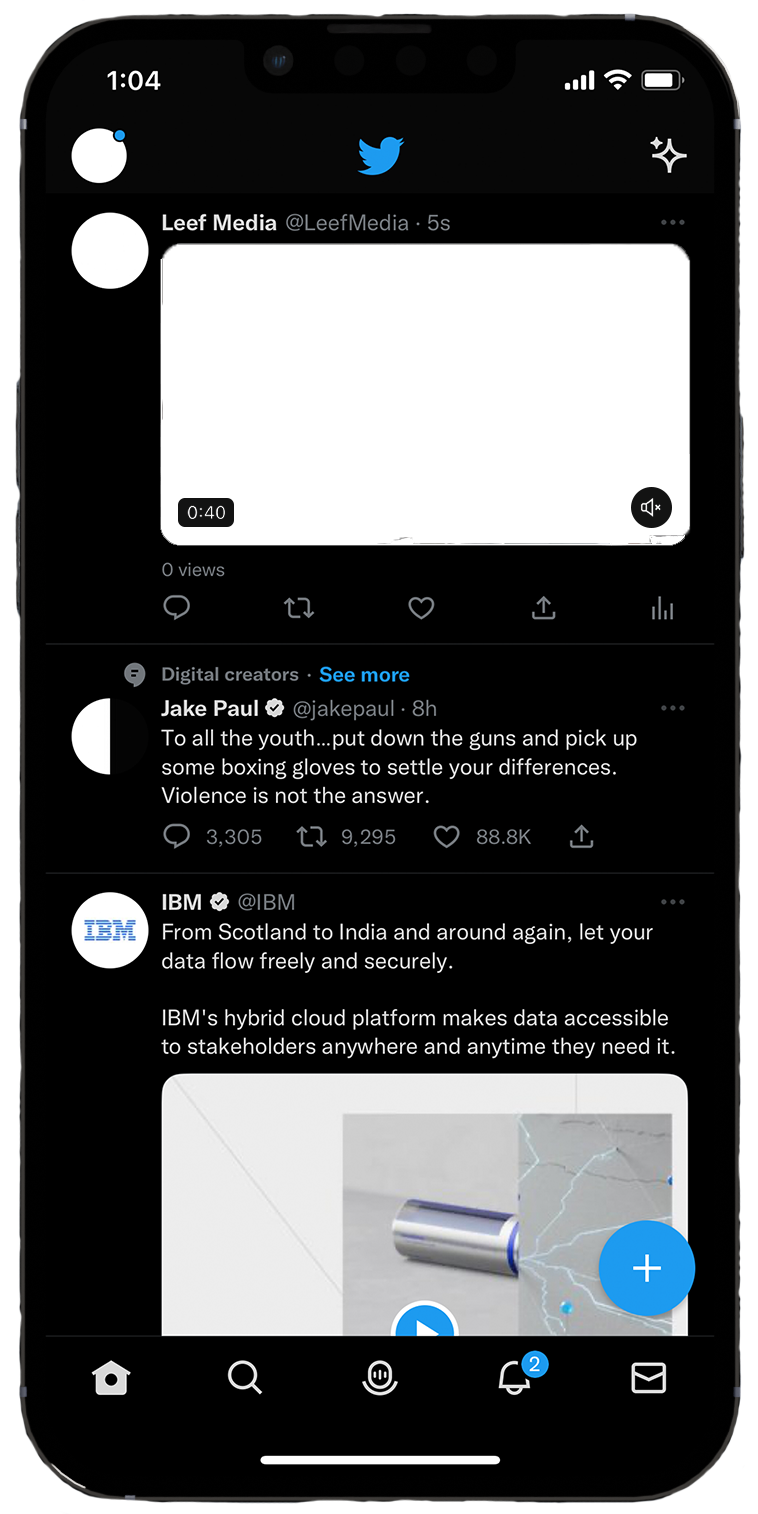 1:04
Leef Media @LeefMedia · 5s
0:40
0 views
Digital creators · See more
Jake Paul @jakepaul · 8h
To all the youth...put down the guns and pick up
some boxing gloves to settle your differences.
Violence is not the answer.
3,305 9,295 88.8K
IBM @IBM
IBM
From Scotland to India and around again, let your
data flow freely and securely.
IBM's hybrid cloud platform makes data accessible
to stakeholders anywhere and anytime they need it.
2